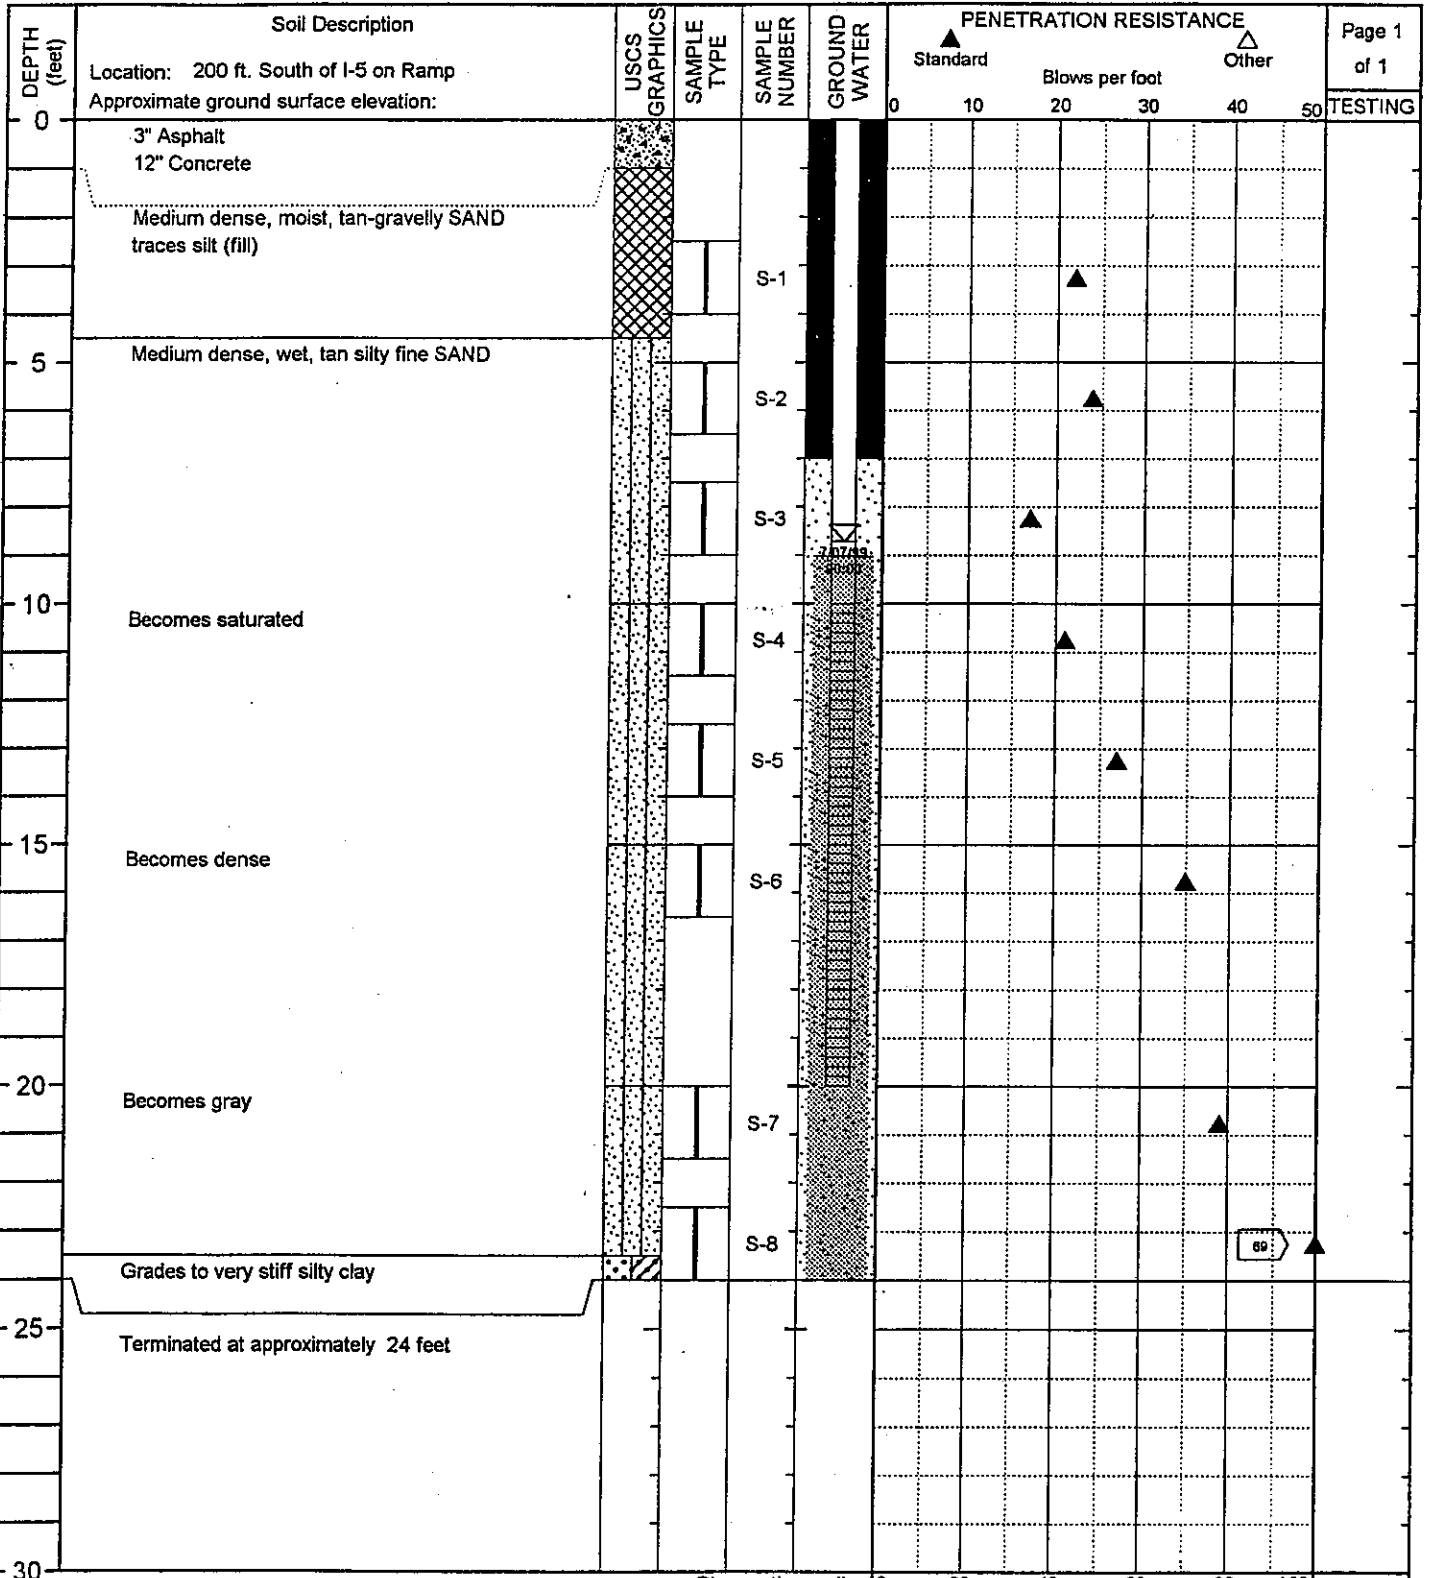 DEPTH (feet)
Soil Description
Location: 200 ft. South of I-5 on Ramp
Approximate ground surface elevation:
USCS GRAPHICS
SAMPLE TYPE
SAMPLE NUMBER
GROUND WATER
PENETRATION RESISTANCE
Standard
Other
Blows per foot
0 10 20 30 40 50
Page 1
of 1
TESTING
0
3" Asphalt
12" Concrete
Medium dense, moist, tan-gravelly SAND
traces silt (fill)
S-1
Medium dense, wet, tan silty fine SAND
5
S-2
S-3
7/07/99
10
Becomes saturated
S-4
S-5
15
Becomes dense
S-6
20
Becomes gray
S-7
S-8
69
Grades to very stiff silty clay
25
Terminated at approximately 24 feet
30